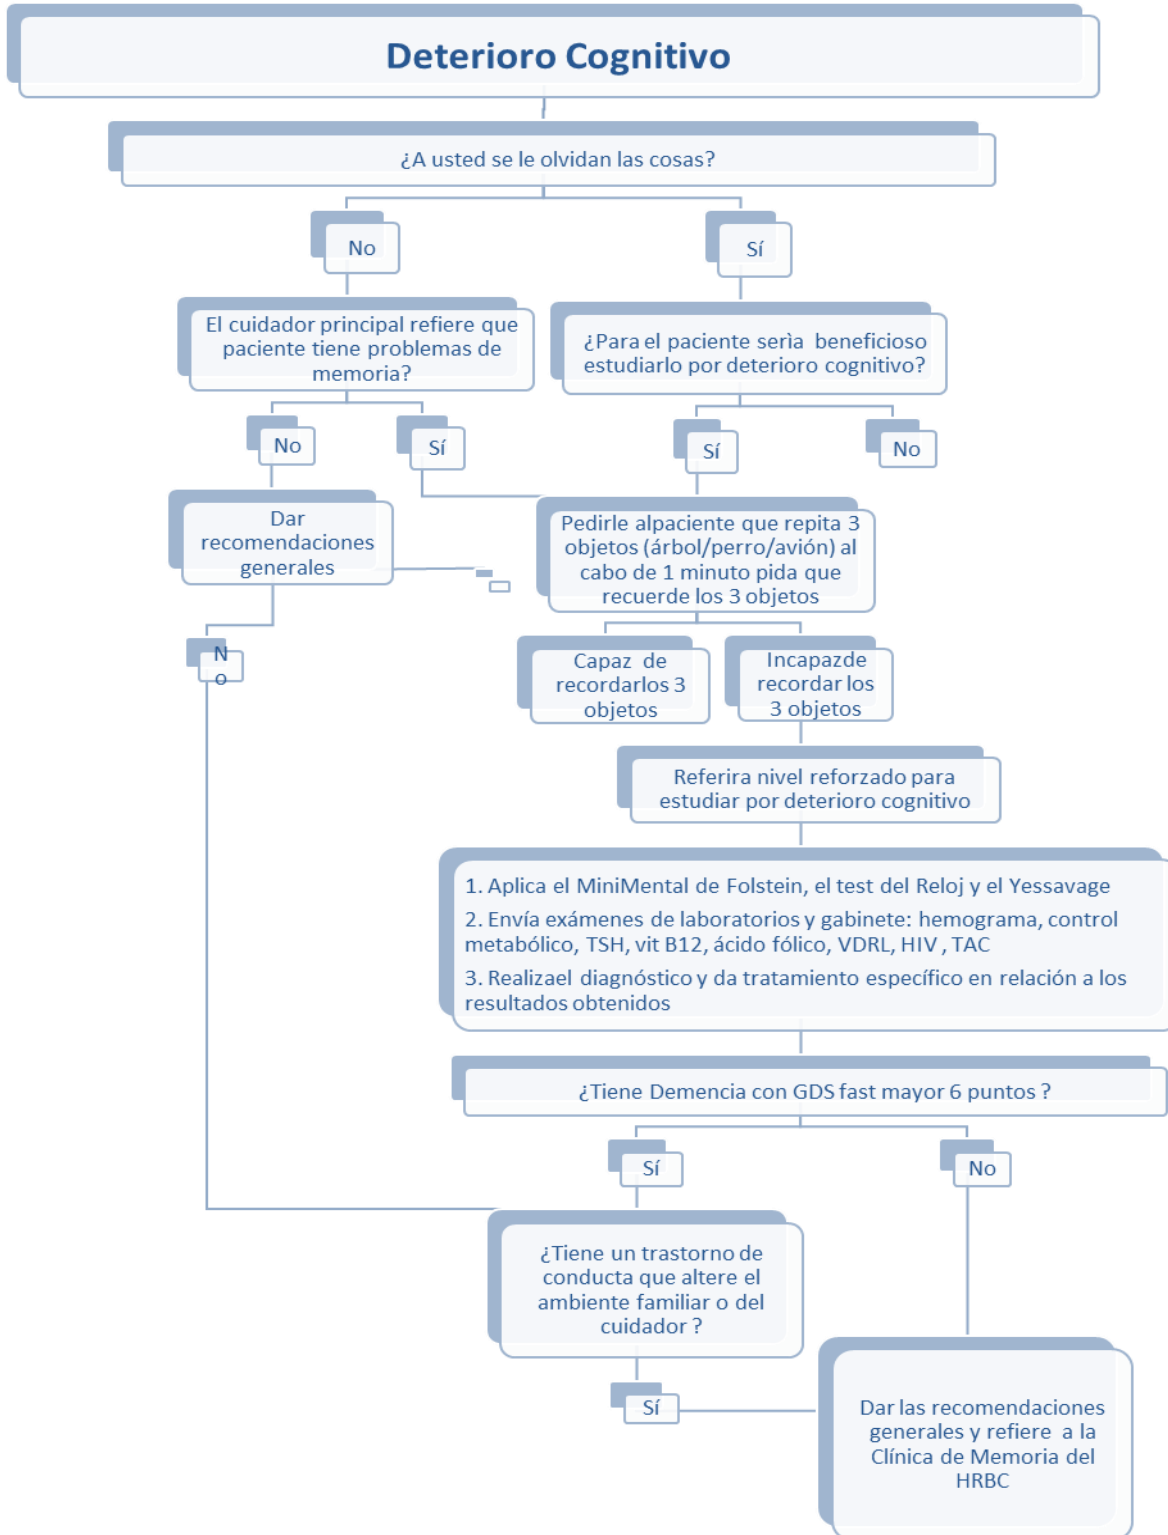 Deterioro Cognitivo
¿A usted se le olvidan las cosas?
No
Sí
El cuidador principal refiere que
paciente tiene problemas de
memoria?
¿Para el paciente serìa beneficioso
estudiarlo por deterioro cognitivo?
No
Sí
Sí
No
Dar
recomendaciones
generales
Pedirle alpaciente que repita 3
objetos (árbol/perro/avión) al
cabo de 1 minuto pida que
recuerde los 3 objetos
N
o
Capaz de
recordarlos 3
objetos
Incapazde
recordar los
3 objetos
Referira nivel reforzado para
estudiar por deterioro cognitivo
1. Aplica el MiniMental de Folstein, el test del Reloj y el Yessavage
2. Envía exámenes de laboratorios y gabinete: hemograma, control
metabólico, TSH, vit B12, ácido fólico, VDRL, HIV , TAC
3. Realizael diagnóstico y da tratamiento específico en relación a los
resultados obtenidos
¿Tiene Demencia con GDS fast mayor 6 puntos ?
Sí
No
¿Tiene un trastorno de
conducta que altere el
ambiente familiar o del
cuidador ?
Sí
Dar las recomendaciones
generales y refiere a la
Clínica de Memoria del
HRBC